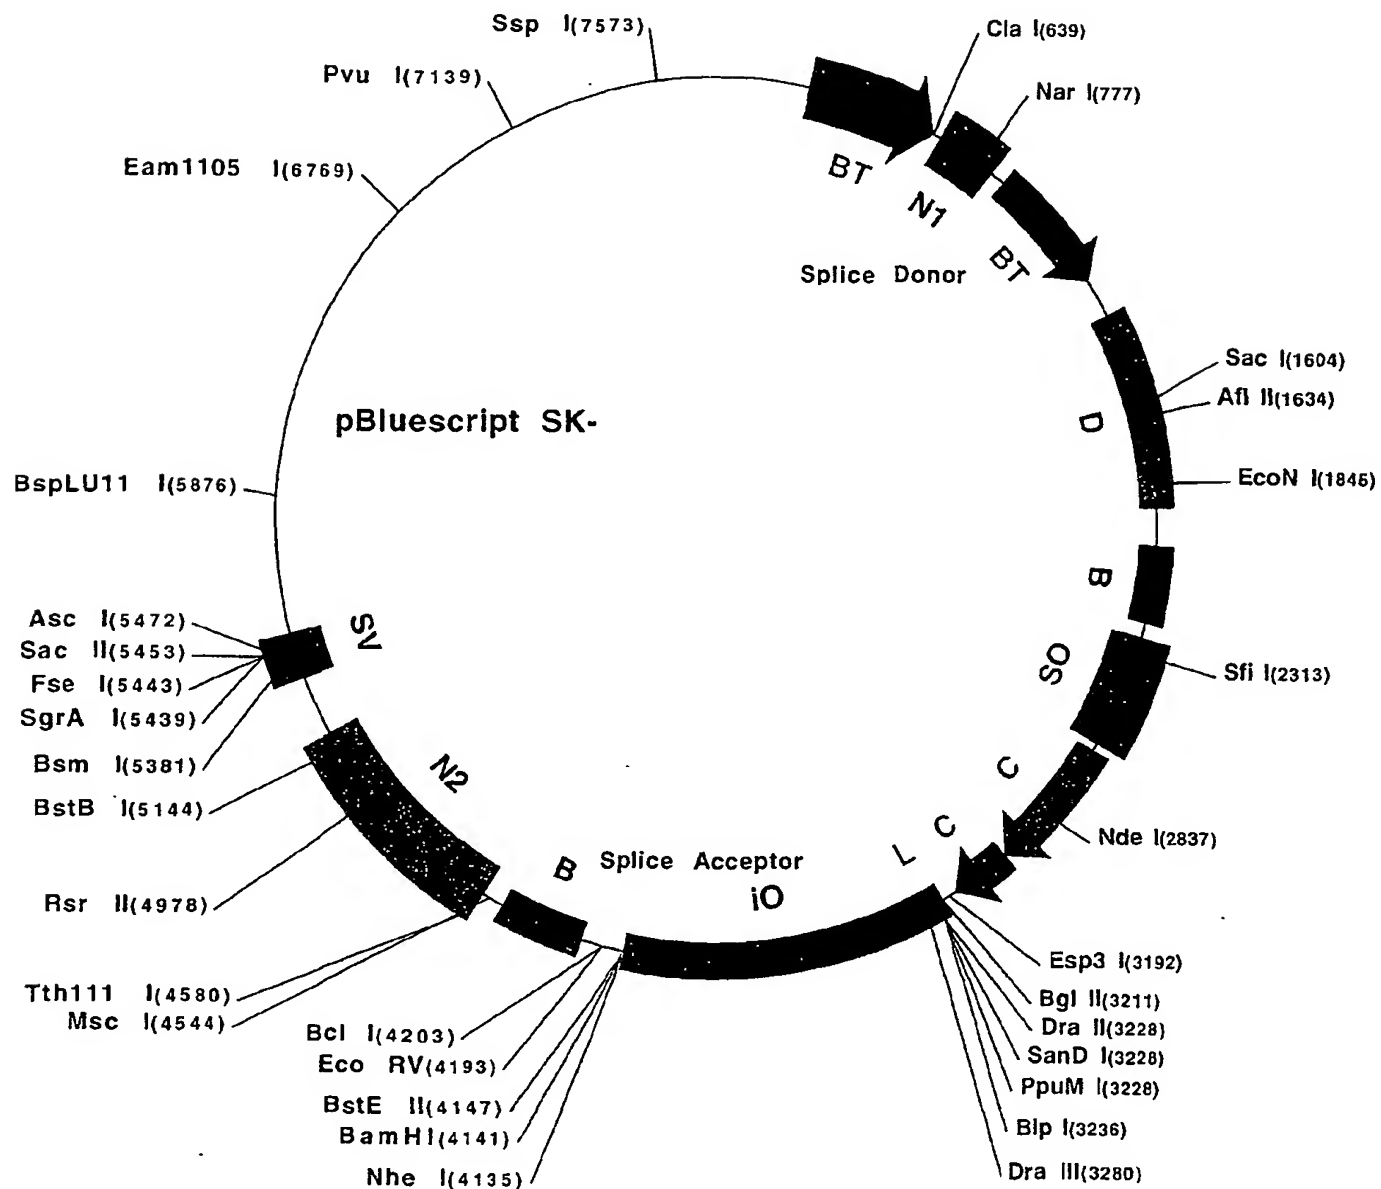 Ssp I(7573)
Cla I(639)
Pvu I(7139)
Nar I(777)
Eam1105 I(6769)
BT
N1
BT
Splice Donor
Sac I(1604)
Afl II(1634)
D
pBluescript SK-
EcoN I(1845)
BspLU11 I(5876)
B
Asc I(5472)
SV
Sac II(5453)
SO
Sfi I(2313)
Fse I(5443)
SgrA I(5439)
Bsm I(5381)
N2
C
BstB I(5144)
C
Nde I(2837)
L
B
Splice Acceptor
iO
Rsr II(4978)
Esp3 I(3192)
Tth111 I(4580)
Bgl II(3211)
Msc I(4544)
Dra II(3228)
Bcl I(4203)
SanD I(3228)
Eco RV(4193)
PpuM I(3228)
BstE II(4147)
Blp I(3236)
BamHI(4141)
Dra III(3280)
Nhe I(4135)